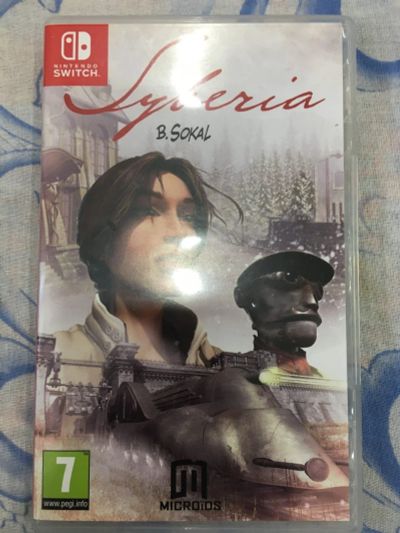 NINTENDO
SWITCH
Syberia
B. SOKAL
7
www.pegi.info
MICROIDS